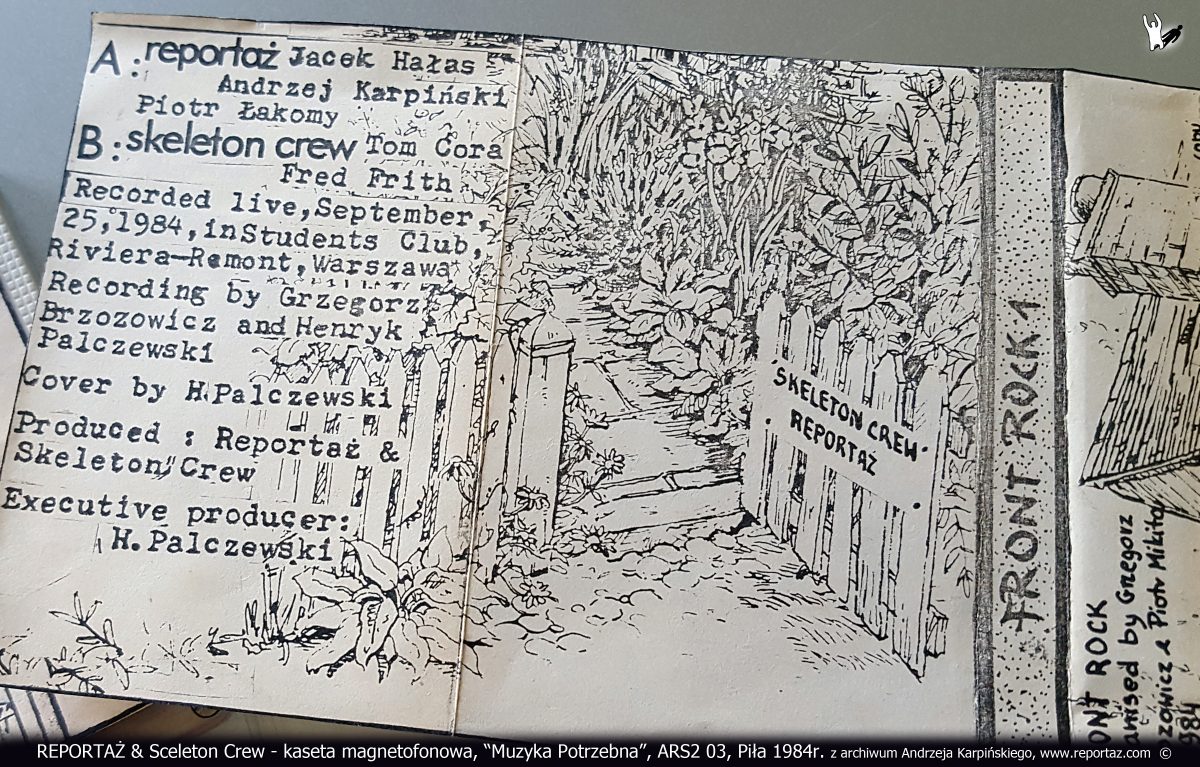 A: reportaż Jacek Hałas
Andrzej Karpiński
Piotr Łakomy
B: skeleton crew Tom Cora
Fred Frith
Recorded live, September,
25, 1984, in Students Club,
Riviera-Remont, Warszawa
Recording by Grzegorz
Brzozowicz and Henryk
Palczewski
Cover by H.Palczewski
Produced : Reportaż &
Skeleton Crew
Executive producer:
H. Palczewski
SKELETON CREW
REPORTAŻ
FRONT ROCK 1
ONT ROCK
anised by Grzegorz
zozowicz & Piotr Mikita
984
REPORTAŻ & Sceleton Crew - kaseta magnetofonowa, "Muzyka Potrzebna", ARS2 03, Piła 1984r. z archiwum Andrzeja Karpińskiego, www.reportaz.com ©